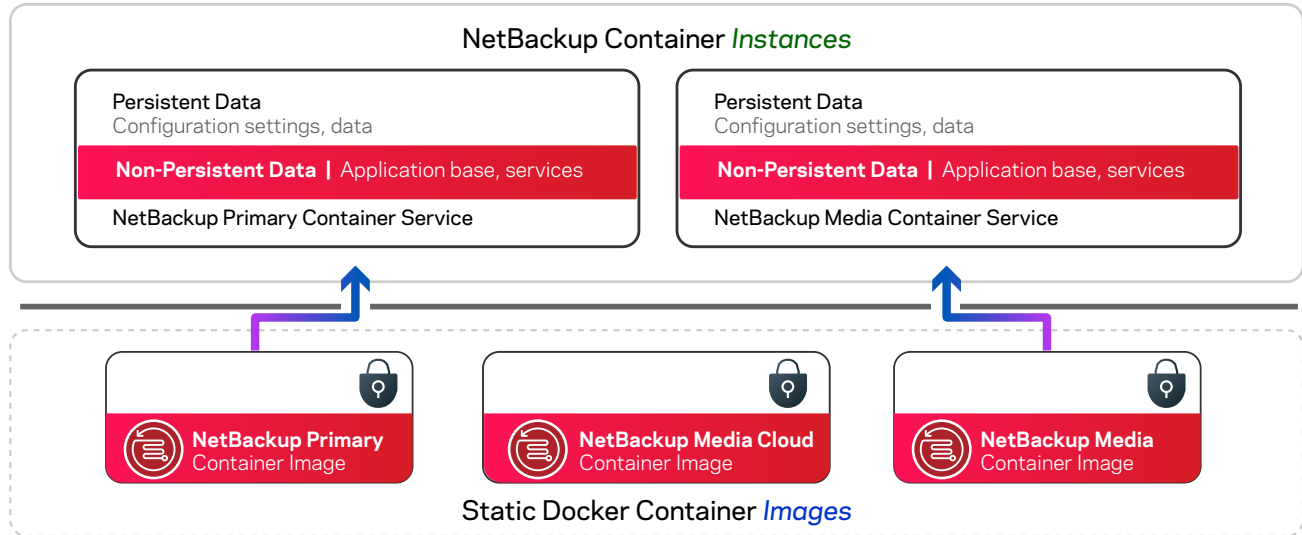 NetBackup Container Instances
Persistent Data
Configuration settings, data
Non-Persistent Data | Application base, services
NetBackup Primary Container Service
Persistent Data
Configuration settings, data
Non-Persistent Data | Application base, services
NetBackup Media Container Service
NetBackup Primary
Container Image
NetBackup Media Cloud
Container Image
NetBackup Media
Container Image
Static Docker Container Images